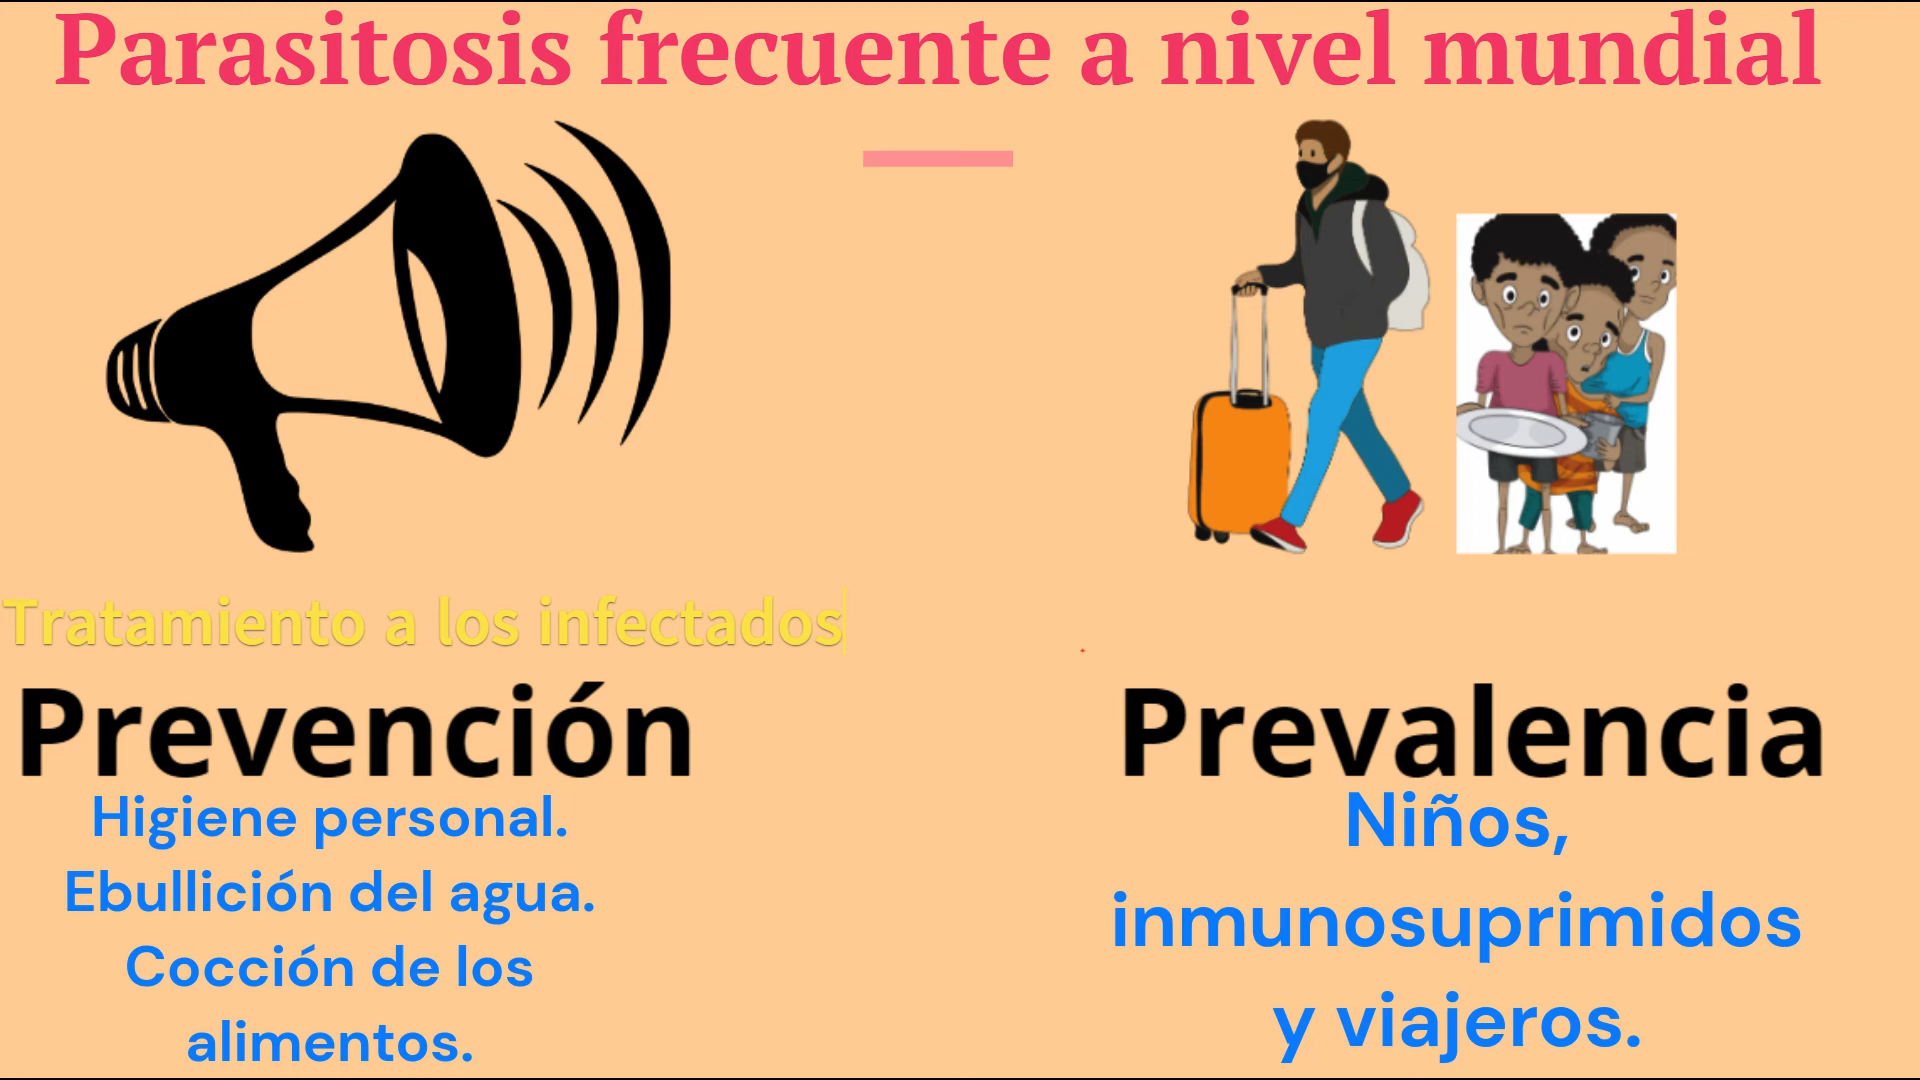 Parasitosis frecuente a nivel mundial
Tratamiento a los infectados
Prevención
Higiene personal.
Ebullición del agua.
Cocción de los
alimentos.
Prevalencia
Niños,
inmunosuprimidos
y viajeros.